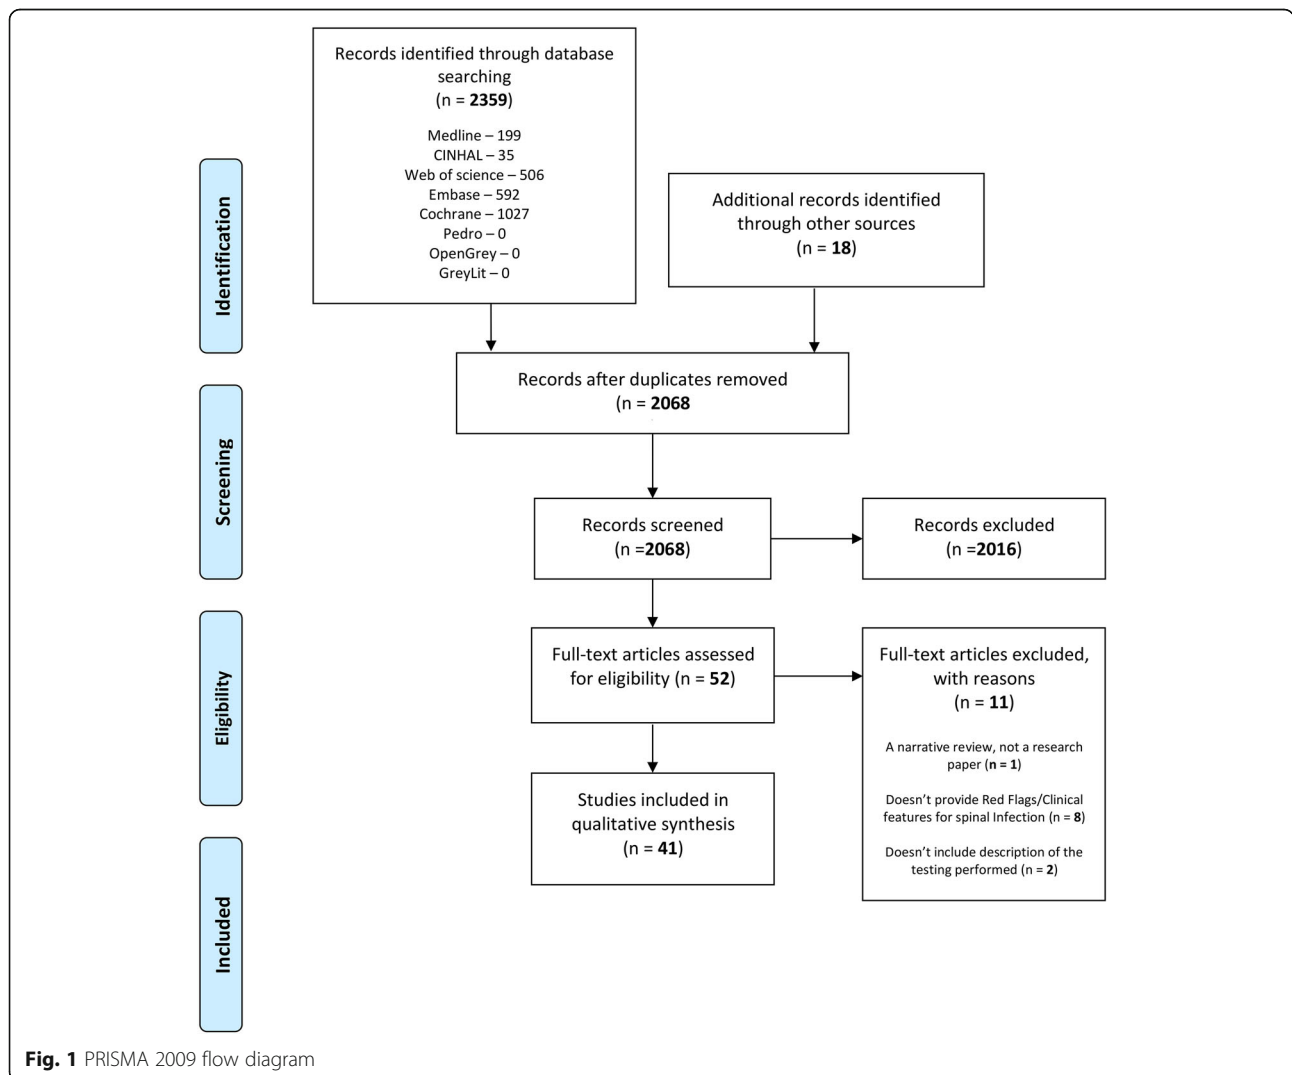 Records identified through database
searching
(n = 2359)
Medline – 199
CINHAL – 35
Web of science – 506
Embase – 592
Cochrane – 1027
Pedro – 0
OpenGrey – 0
GreyLit – 0
Additional records identified
through other sources
(n = 18)
Identification
Records after duplicates removed
(n = 2068
Screening
Records screened
(n =2068)
Records excluded
(n =2016)
Eligibility
Full-text articles assessed
for eligibility (n = 52)
Full-text articles excluded,
with reasons
(n = 11)
A narrative review, not a research
paper (n = 1)
Doesn’t provide Red Flags/Clinical
features for spinal Infection (n = 8)
Doesn’t include description of the
testing performed (n = 2)
Studies included in
qualitative synthesis
(n = 41)
Included
Fig. 1 PRISMA 2009 flow diagram